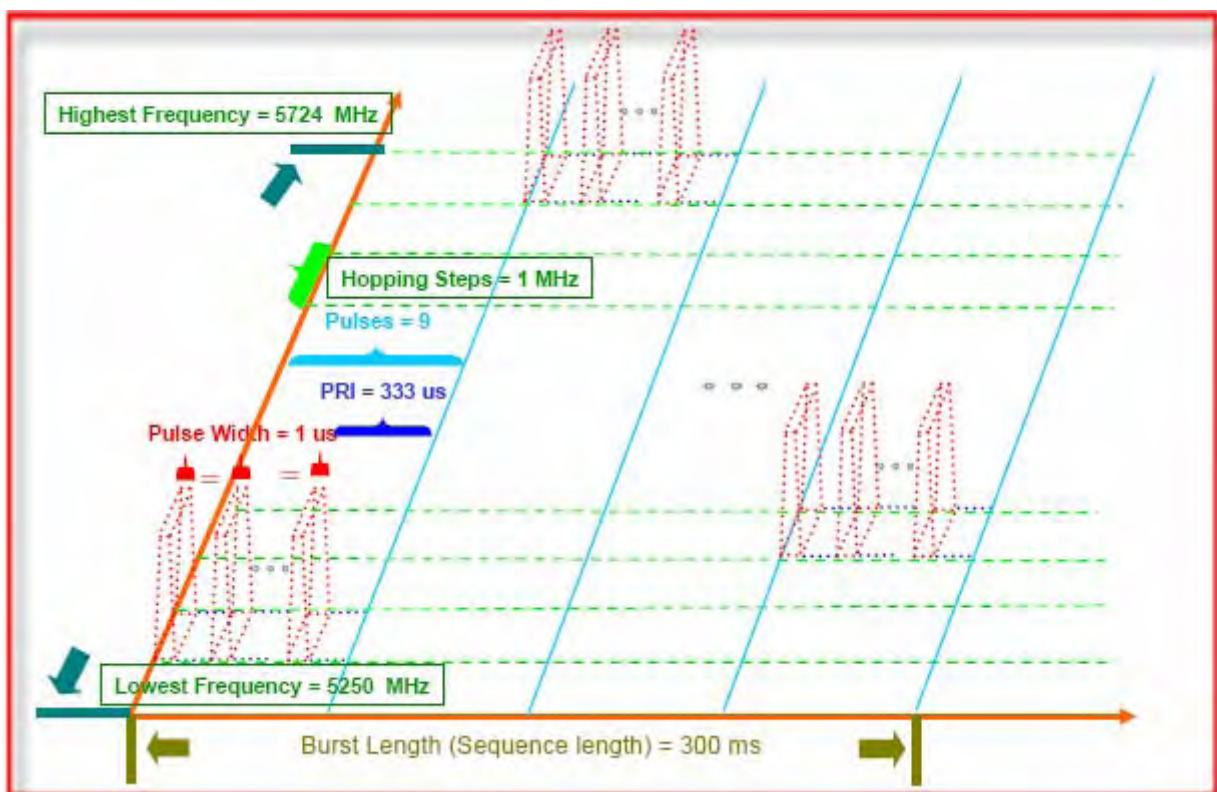 Highest Frequency = 5724 MHz
Hopping Steps = 1 MHz
Pulses = 9
PRI = 333 us
Pulse Width = 1 us
= =
Lowest Frequency = 5250 MHz
Burst Length (Sequence length) = 300 ms